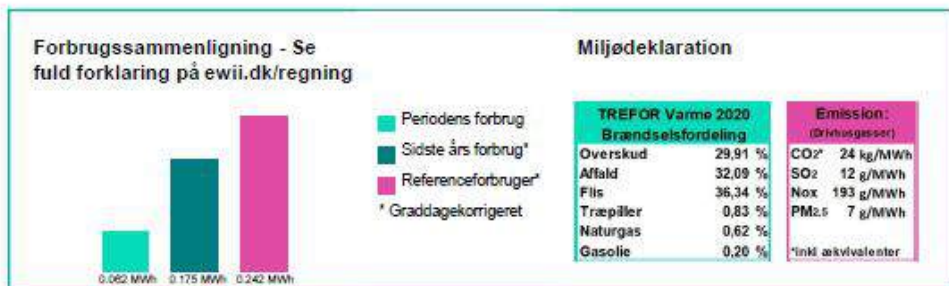 Forbrugssammenligning - Se
fuld forklaring på ewii.dk/regning
Periodens forbrug
Sidste års forbrug*
Referenceforbruger*
* Graddagekorrigeret
0.062 MWh
0.175 MWh
0.242 MWh
Miljødeklaration
TREFOR Varme 2020
Brændselsfordeling
Overskud 29,91 %
Affald 32,09 %
Flis 36,34 %
Træpiller 0,83 %
Naturgas 0,62 %
Gasolie 0,20 %
Emission:
(Drivhusgasser)
CO2* 24 kg/MWh
SO2 12 g/MWh
Nox 193 g/MWh
PM2.5 7 g/MWh
*inkl ækvivalenter